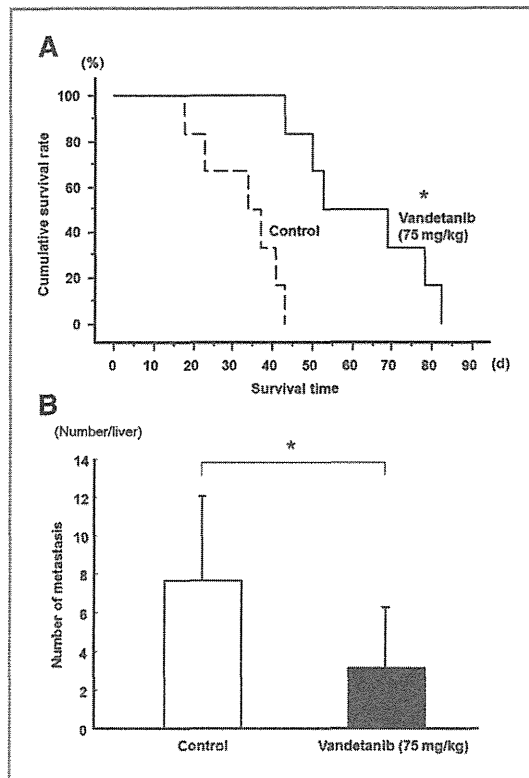 A
(%)
100
80
60
40
20
0
Cumulative survival rate
*
Vandetanib
(75 mg/kg)
Control
0 10 20 30 40 50 60 70 80 90 (d)
Survival time
B
(Number/liver)
*
14
12
10
8
6
4
2
0
Number of metastasis
Control Vandetanib (75 mg/kg)